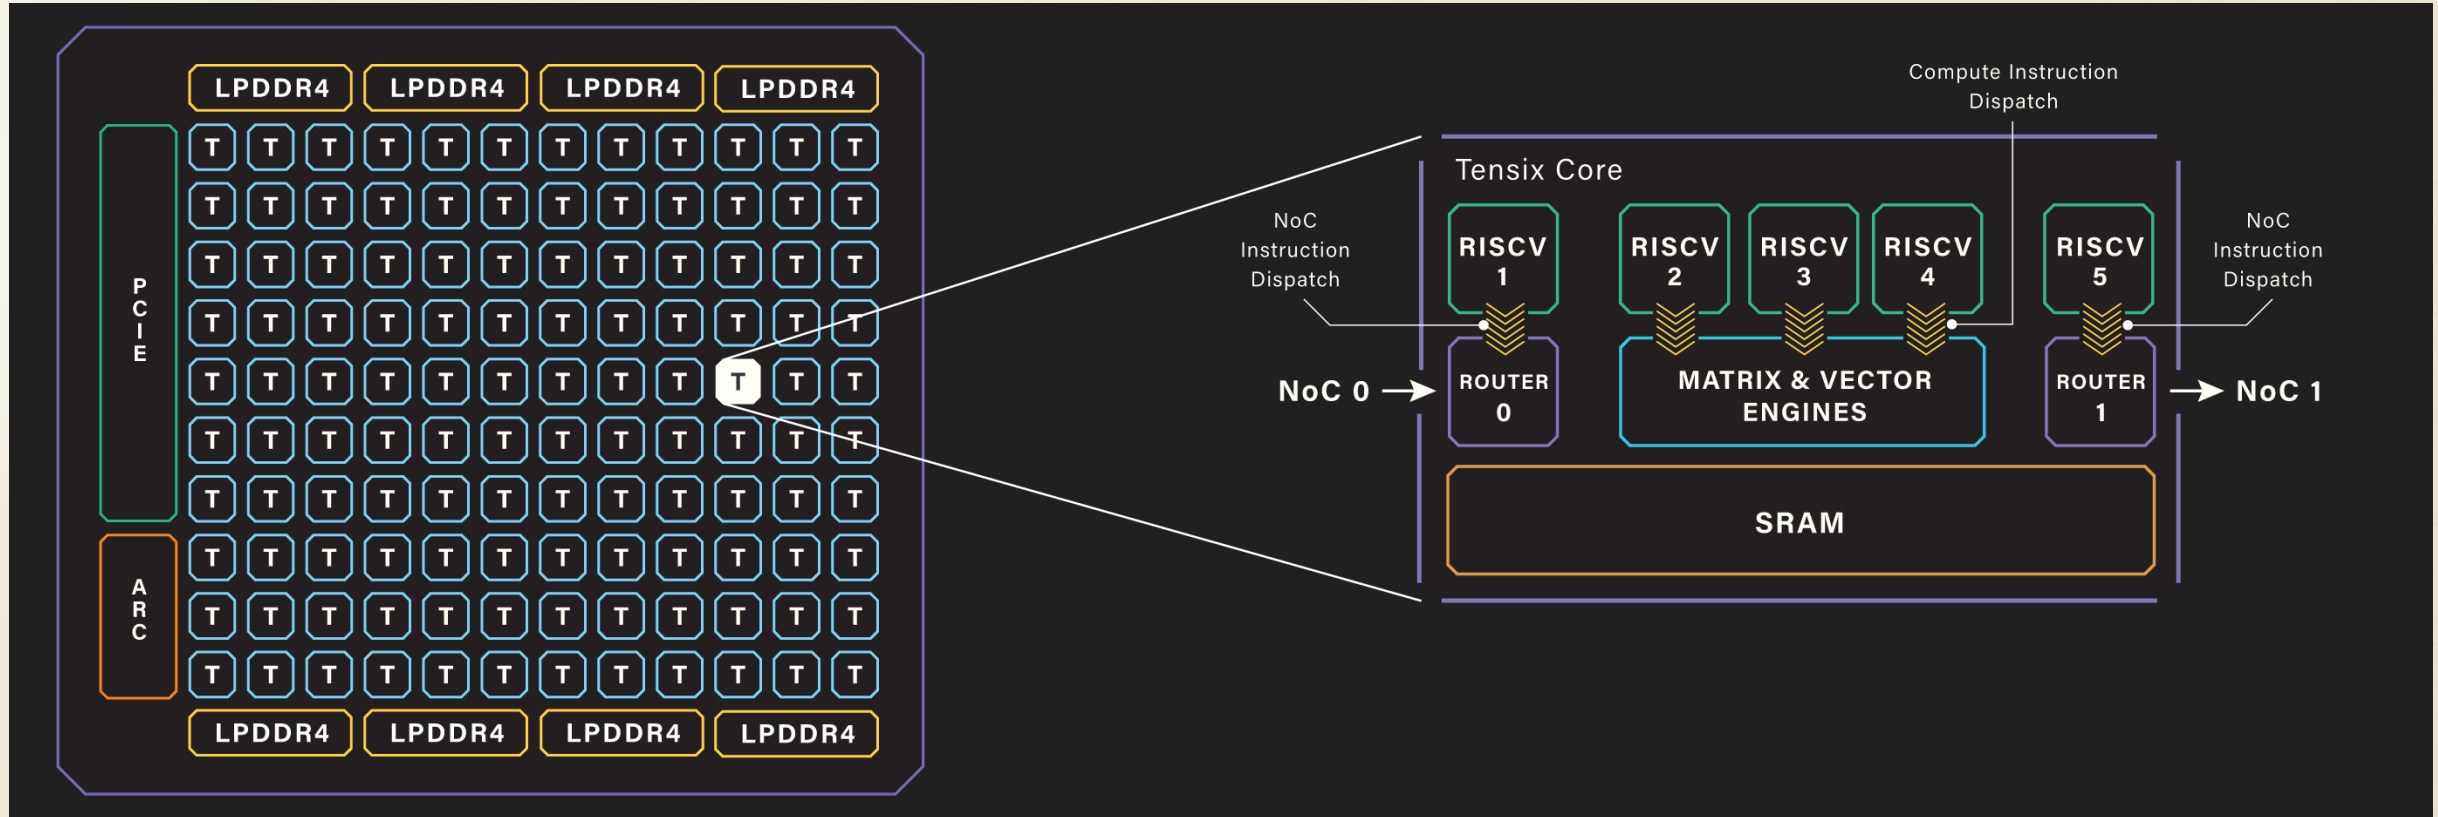 LPDDR4 LPDDR4 LPDDR4 LPDDR4
T T T T T T T T T T T T
T T T T T T T T T T T T
T T T T T T T T T T T T
T T T T T T T T T T T T
T T T T T T T T T T T T
T T T T T T T T T T T T
T T T T T T T T T T T T
T T T T T T T T T T T T
T T T T T T T T T T T T
T T T T T T T T T T T T
PCIE
ARC
LPDDR4 LPDDR4 LPDDR4 LPDDR4
Compute Instruction
Dispatch
Tensix Core
NoC
Instruction
Dispatch
RISCV
1
RISCV
2
RISCV
3
RISCV
4
RISCV
5
NoC
Instruction
Dispatch
NoC 0
ROUTER
0
MATRIX & VECTOR
ENGINES
ROUTER
1
NoC 1
SRAM